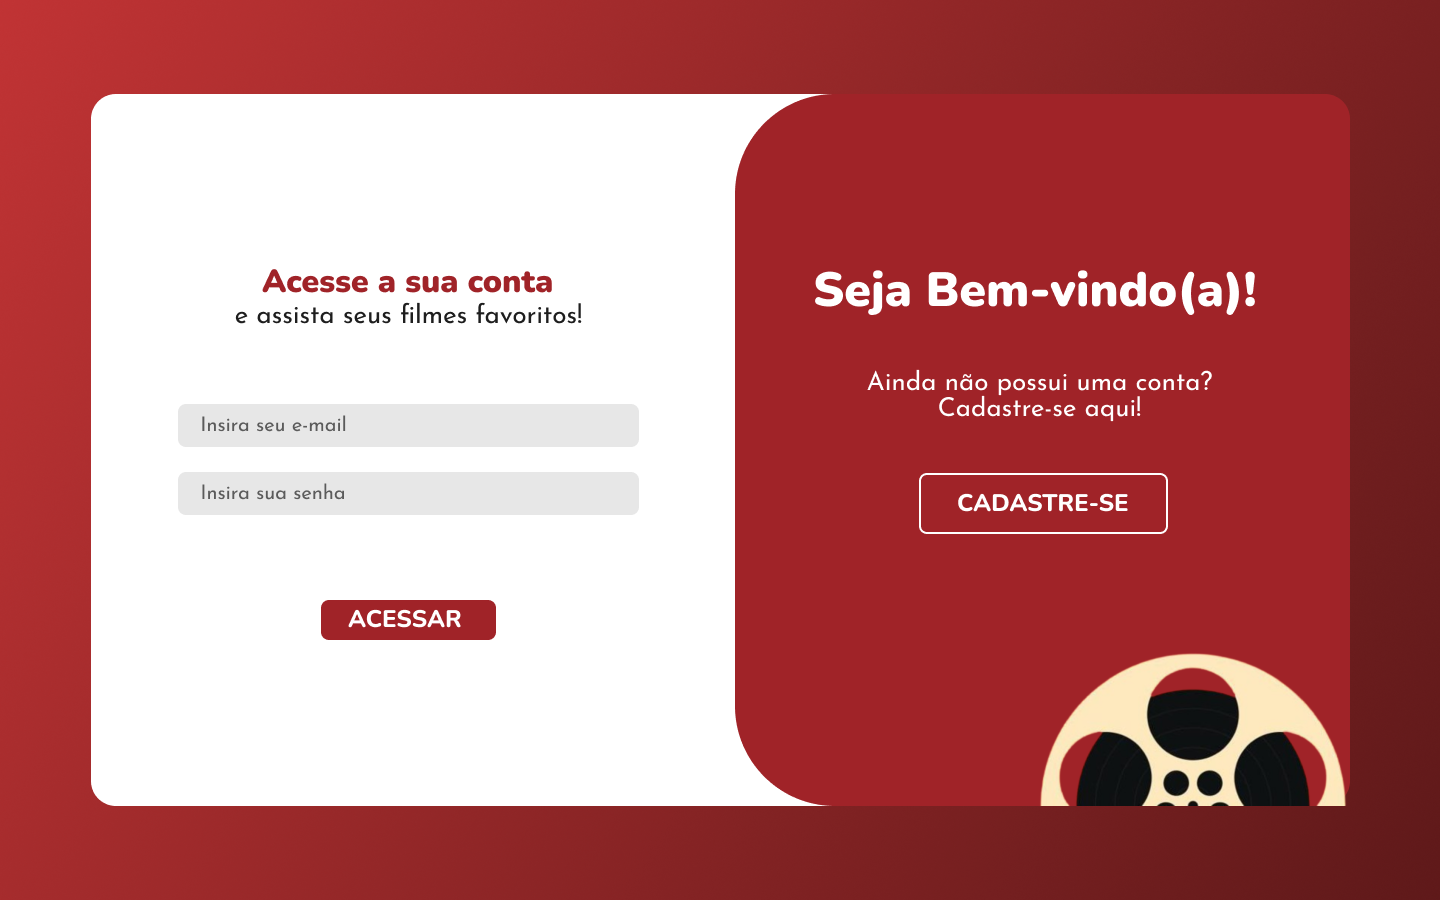 Acesse a sua conta
e assista seus filmes favoritos!
Insira seu e-mail
Insira sua senha
ACESSAR
Seja Bem-vindo(a)!
Ainda não possui uma conta?
Cadastre-se aqui!
CADASTRE-SE